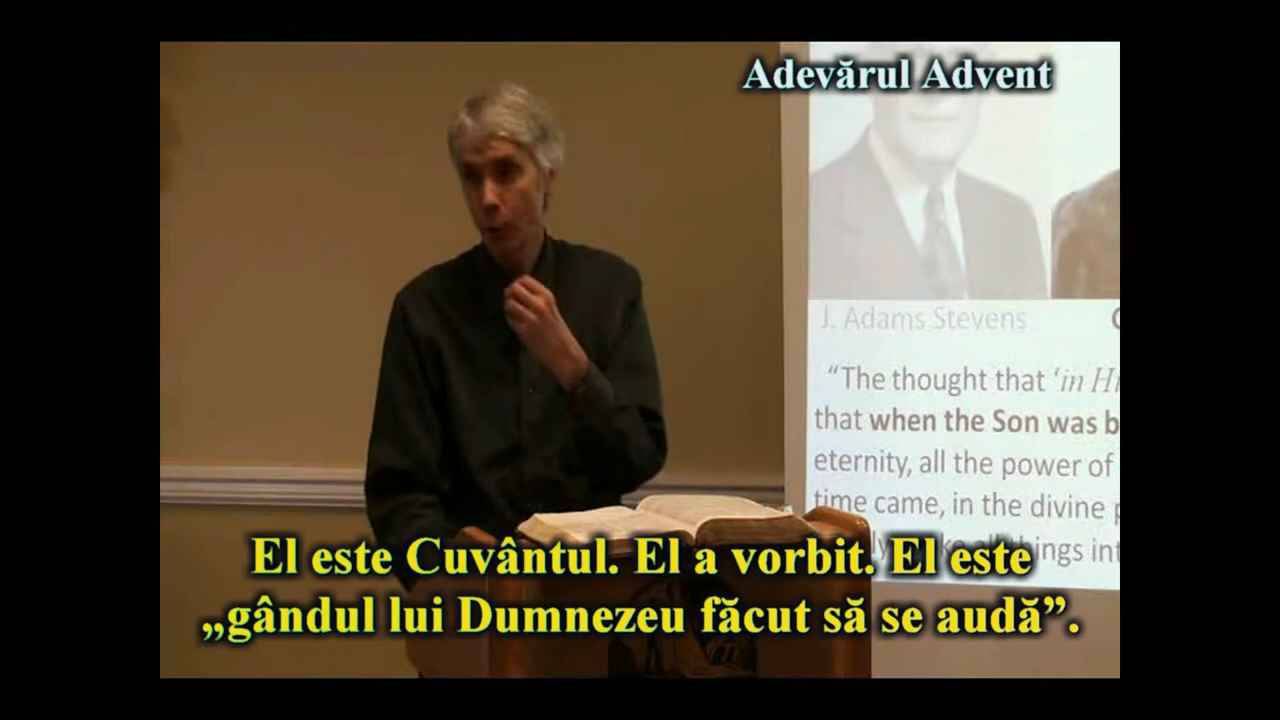 Adevărul Advent
J. Adams Stevens
“The thought that ‘in
that when the Son was
eternity, all the power of
time came, in the divine
things
El este Cuvântul. El a vorbit. El este
„gândul lui Dumnezeu făcut să se audă”.